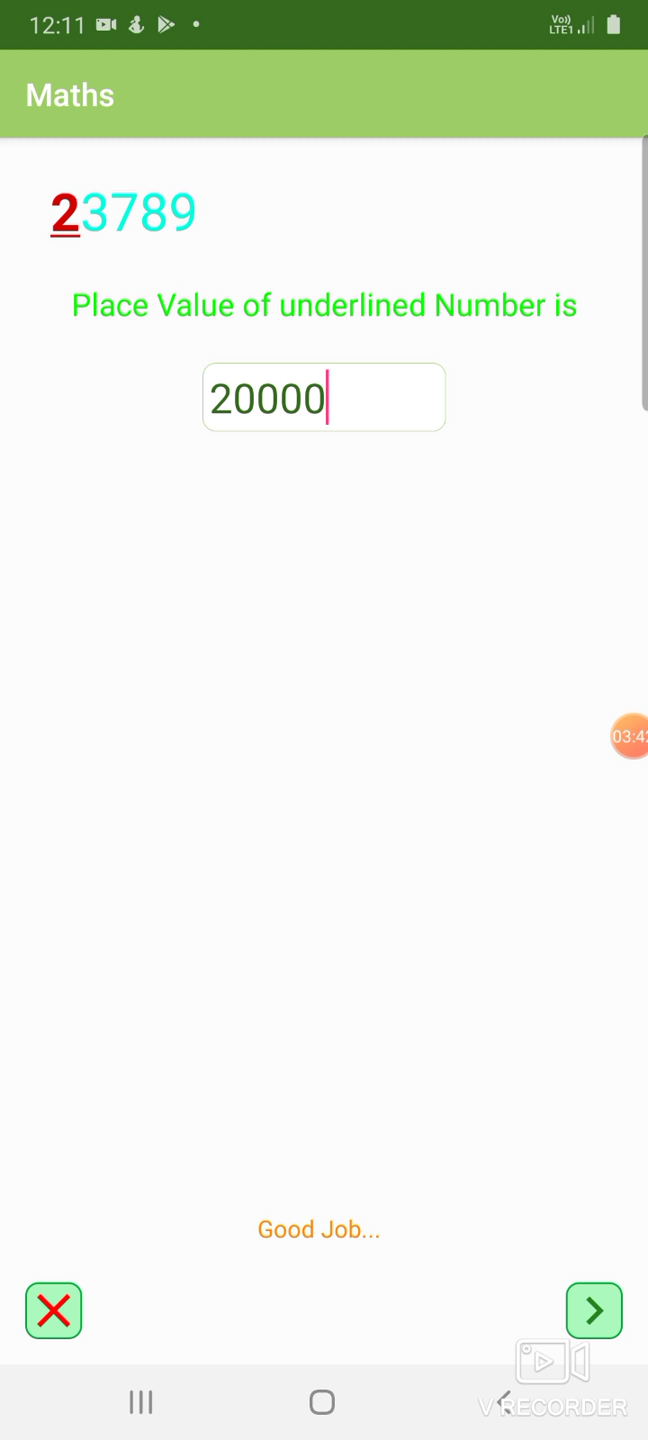 12:11
Vo))
LTE1
Maths
23789
Place Value of underlined Number is
20000
03:42
Good Job...
V RECORDER